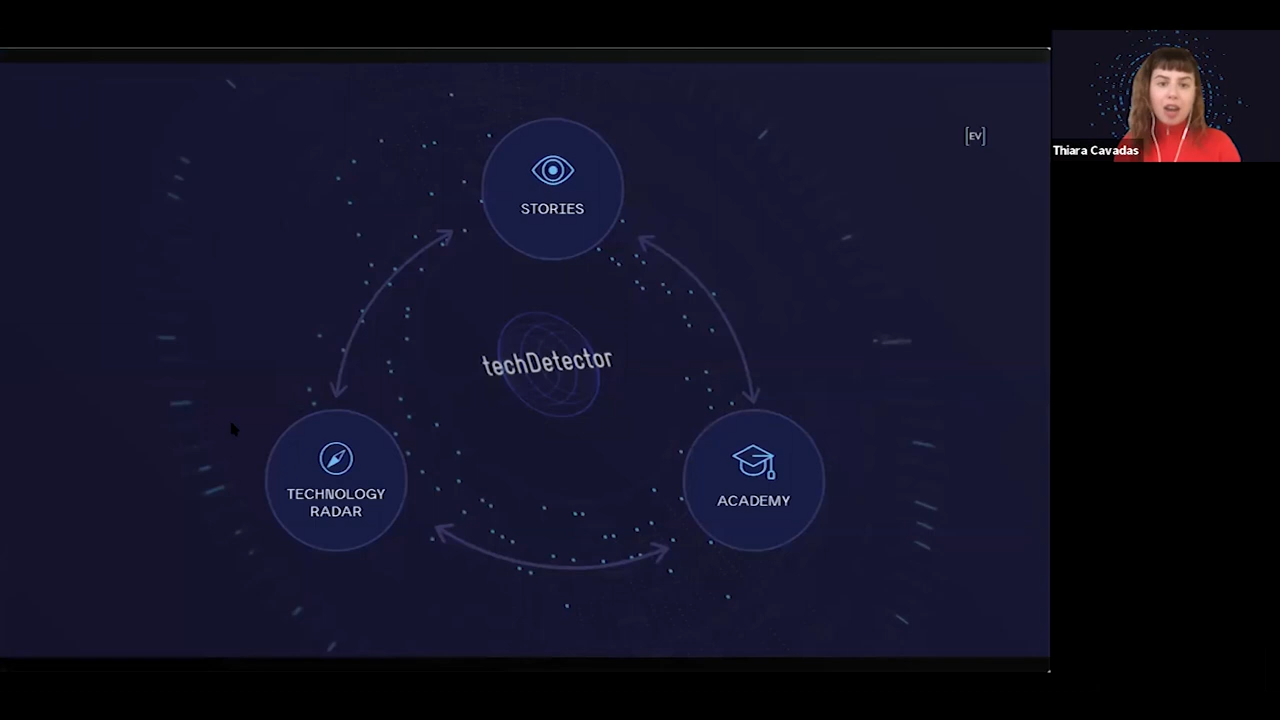 [EV]
Thiara Cavadas
STORIES
techDetector
TECHNOLOGY
RADAR
ACADEMY